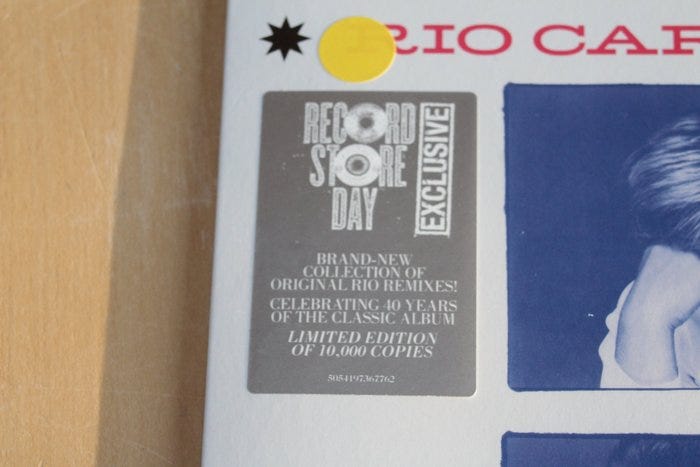 RIO CAR
RECORD
STORE
DAY
EXCLUSIVE
BRAND-NEW
COLLECTION OF
ORIGINAL RIO REMIXES!
CELEBRATING 40 YEARS
OF THE CLASSIC ALBUM
LIMITED EDITION
OF 10,000 COPIES
5054197367762